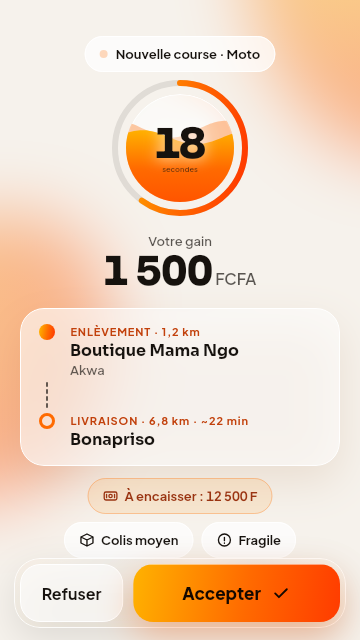 Nouvelle course · Moto
18
secondes
Votre gain
1 500 FCFA
ENLÈVEMENT · 1,2 km
Boutique Mama Ngo
Akwa
LIVRAISON · 6,8 km · ~22 min
Bonapriso
À encaisser : 12 500 F
Colis moyen
Fragile
Refuser
Accepter